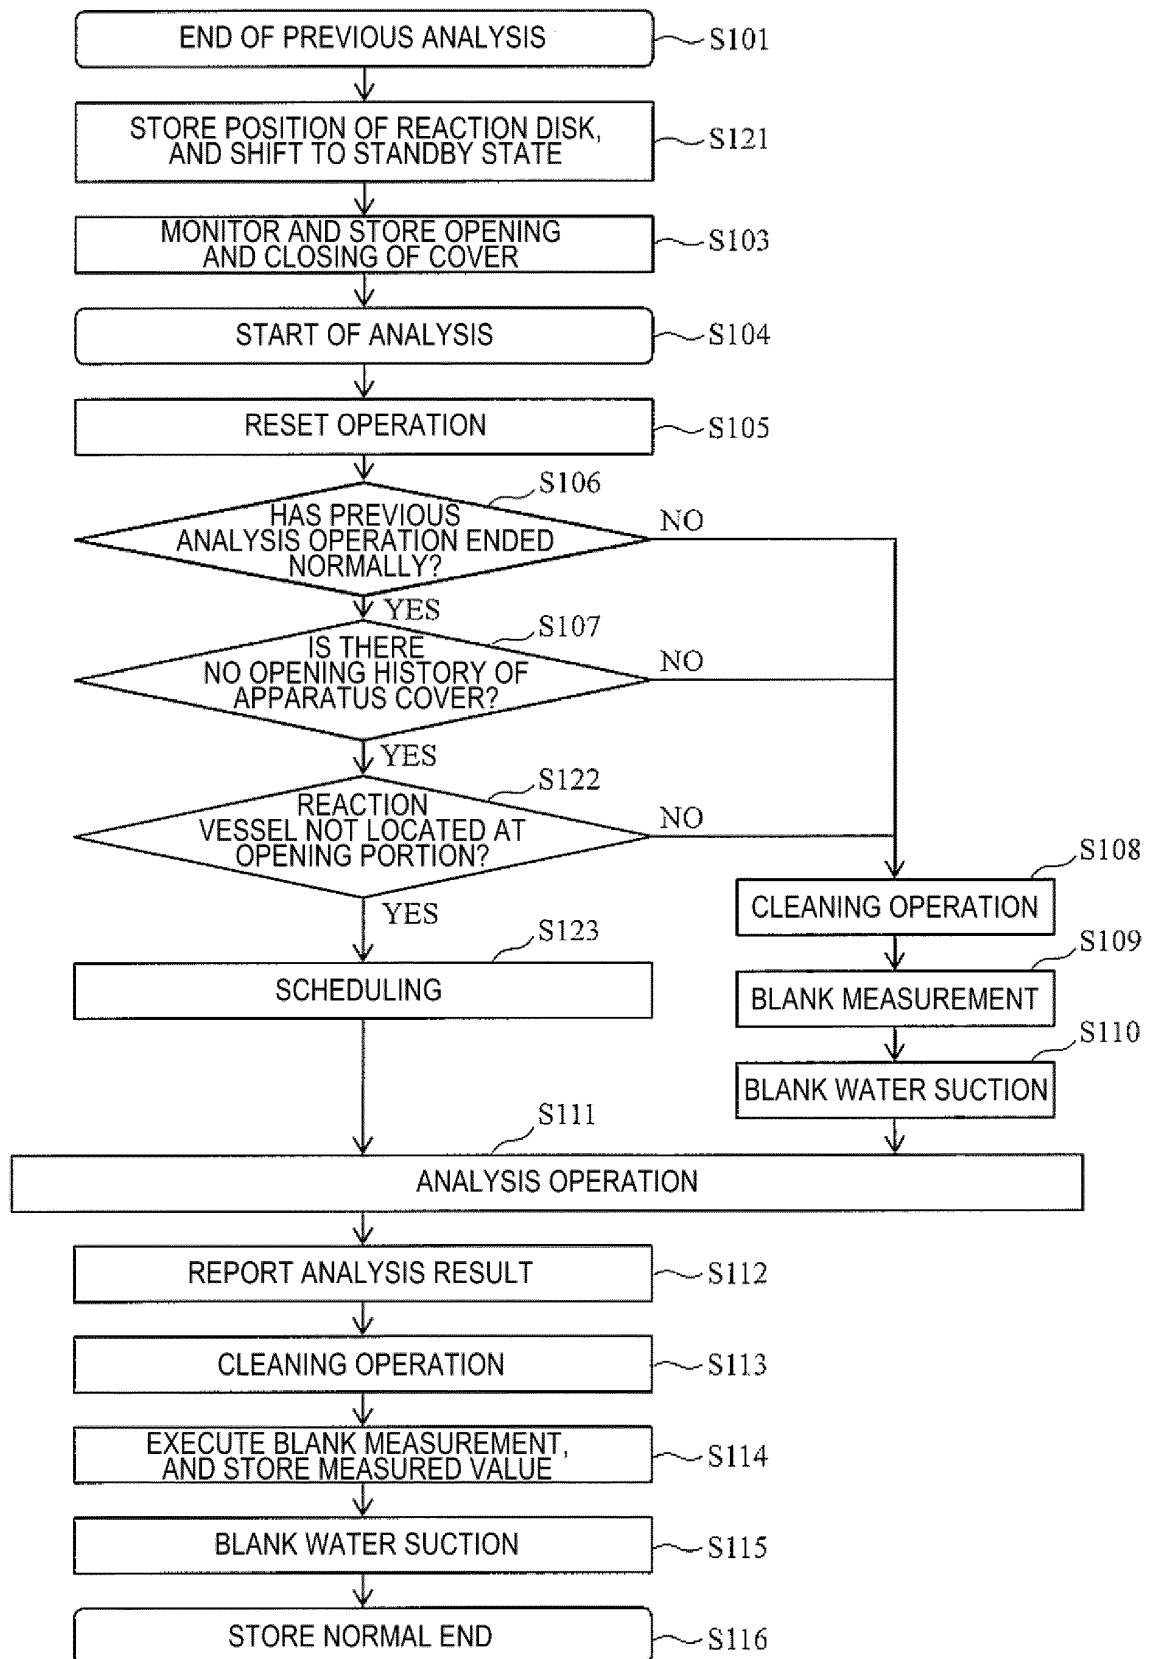 END OF PREVIOUS ANALYSIS
S101
STORE POSITION OF REACTION DISK,
AND SHIFT TO STANDBY STATE
S121
MONITOR AND STORE OPENING
AND CLOSING OF COVER
S103
START OF ANALYSIS
S104
RESET OPERATION
S105
S106
HAS PREVIOUS
ANALYSIS OPERATION ENDED
NORMALLY?
NO
YES
S107
IS THERE
NO OPENING HISTORY OF
APPARATUS COVER?
NO
YES
S122
REACTION
VESSEL NOT LOCATED AT
OPENING PORTION?
NO
YES
S108
CLEANING OPERATION
S123
SCHEDULING
S109
BLANK MEASUREMENT
S110
BLANK WATER SUCTION
S111
ANALYSIS OPERATION
REPORT ANALYSIS RESULT
S112
CLEANING OPERATION
S113
EXECUTE BLANK MEASUREMENT,
AND STORE MEASURED VALUE
S114
BLANK WATER SUCTION
S115
STORE NORMAL END
S116